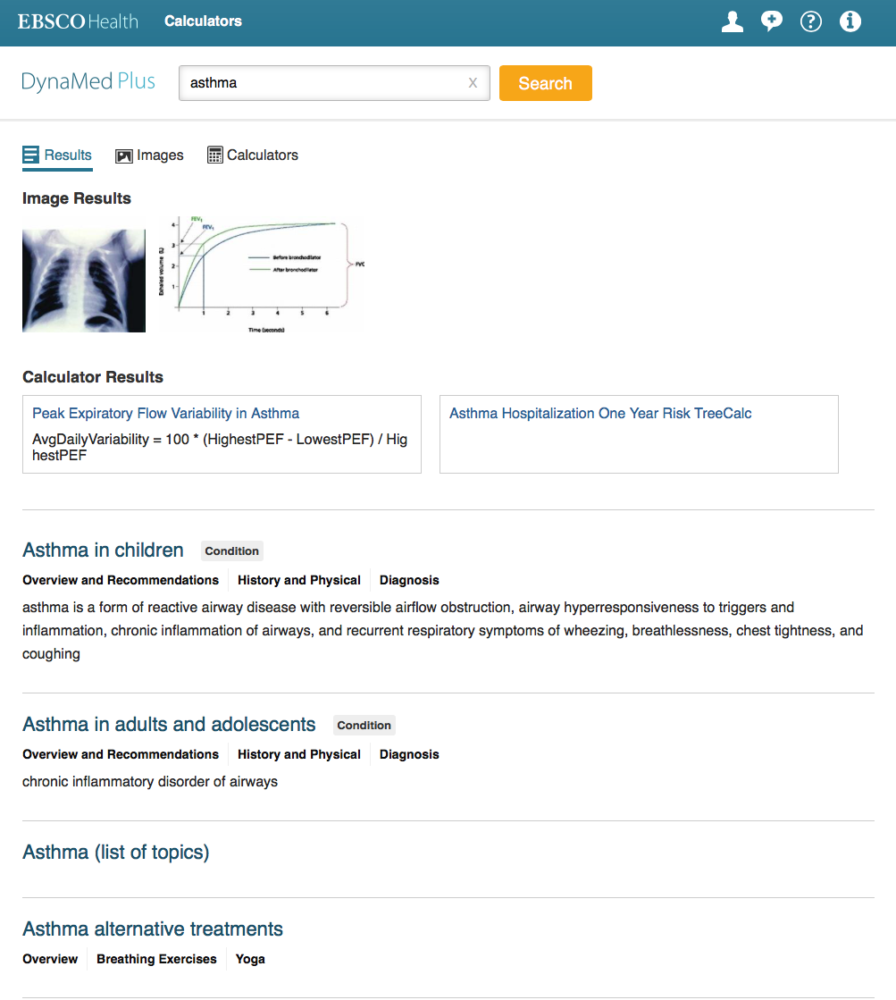 EBSCO Health Calculators
DynaMed Plus asthma X Search
Results Images Calculators
Image Results
FEV1
FEV1
4
3
2
1
Exhaled volume (L)
Before bronchodilator
After bronchodilator
FVC
1 2 3 4 5 6
Time (seconds)
Calculator Results
Peak Expiratory Flow Variability in Asthma
AvgDailyVariability = 100 * (HighestPEF - LowestPEF) / Hig
hestPEF
Asthma Hospitalization One Year Risk TreeCalc
Asthma in children Condition
Overview and Recommendations History and Physical Diagnosis
asthma is a form of reactive airway disease with reversible airflow obstruction, airway hyperresponsiveness to triggers and
inflammation, chronic inflammation of airways, and recurrent respiratory symptoms of wheezing, breathlessness, chest tightness, and
coughing
Asthma in adults and adolescents Condition
Overview and Recommendations History and Physical Diagnosis
chronic inflammatory disorder of airways
Asthma (list of topics)
Asthma alternative treatments
Overview Breathing Exercises Yoga